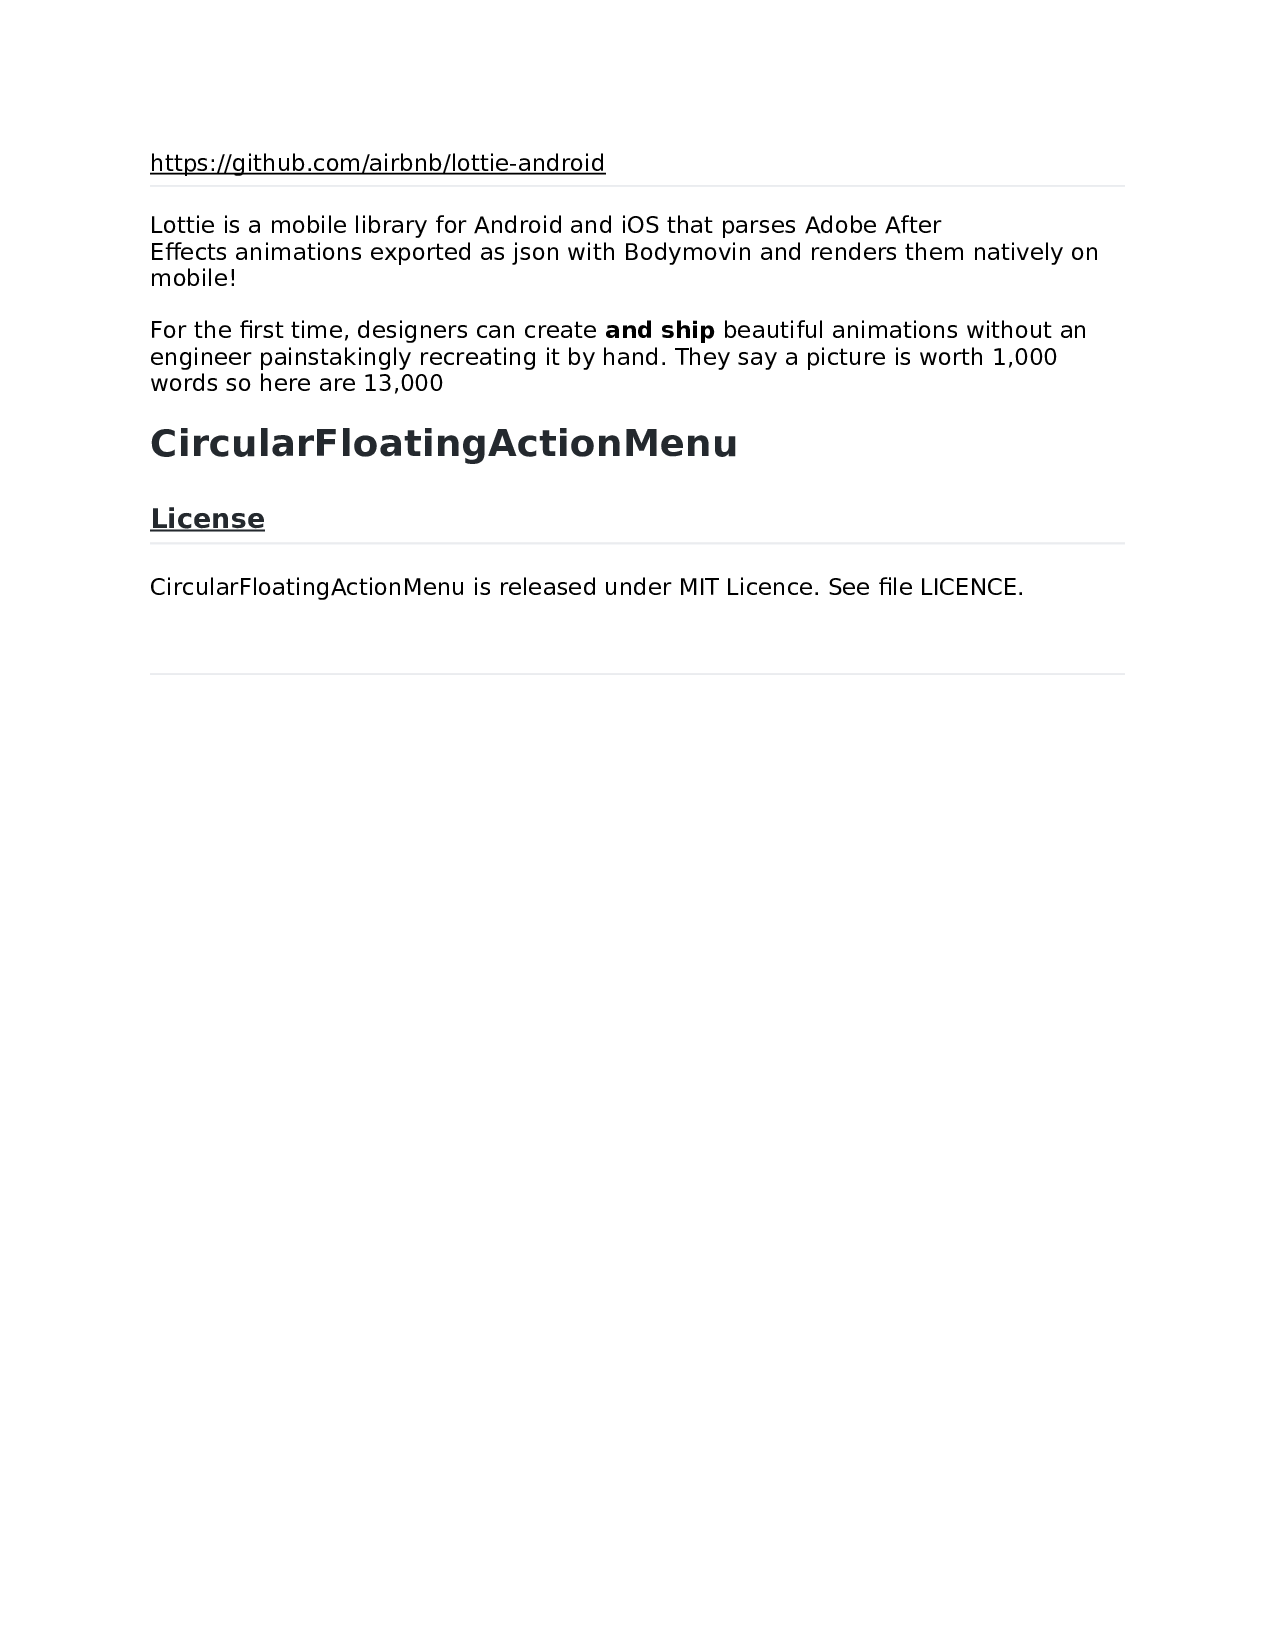 https://github.com/airbnb/lottie-android
Lottie is a mobile library for Android and iOS that parses Adobe After
Effects animations exported as json with Bodymovin and renders them natively on
mobile!
For the first time, designers can create and ship beautiful animations without an
engineer painstakingly recreating it by hand. They say a picture is worth 1,000
words so here are 13,000
CircularFloatingActionMenu
License
CircularFloatingActionMenu is released under MIT Licence. See file LICENCE.